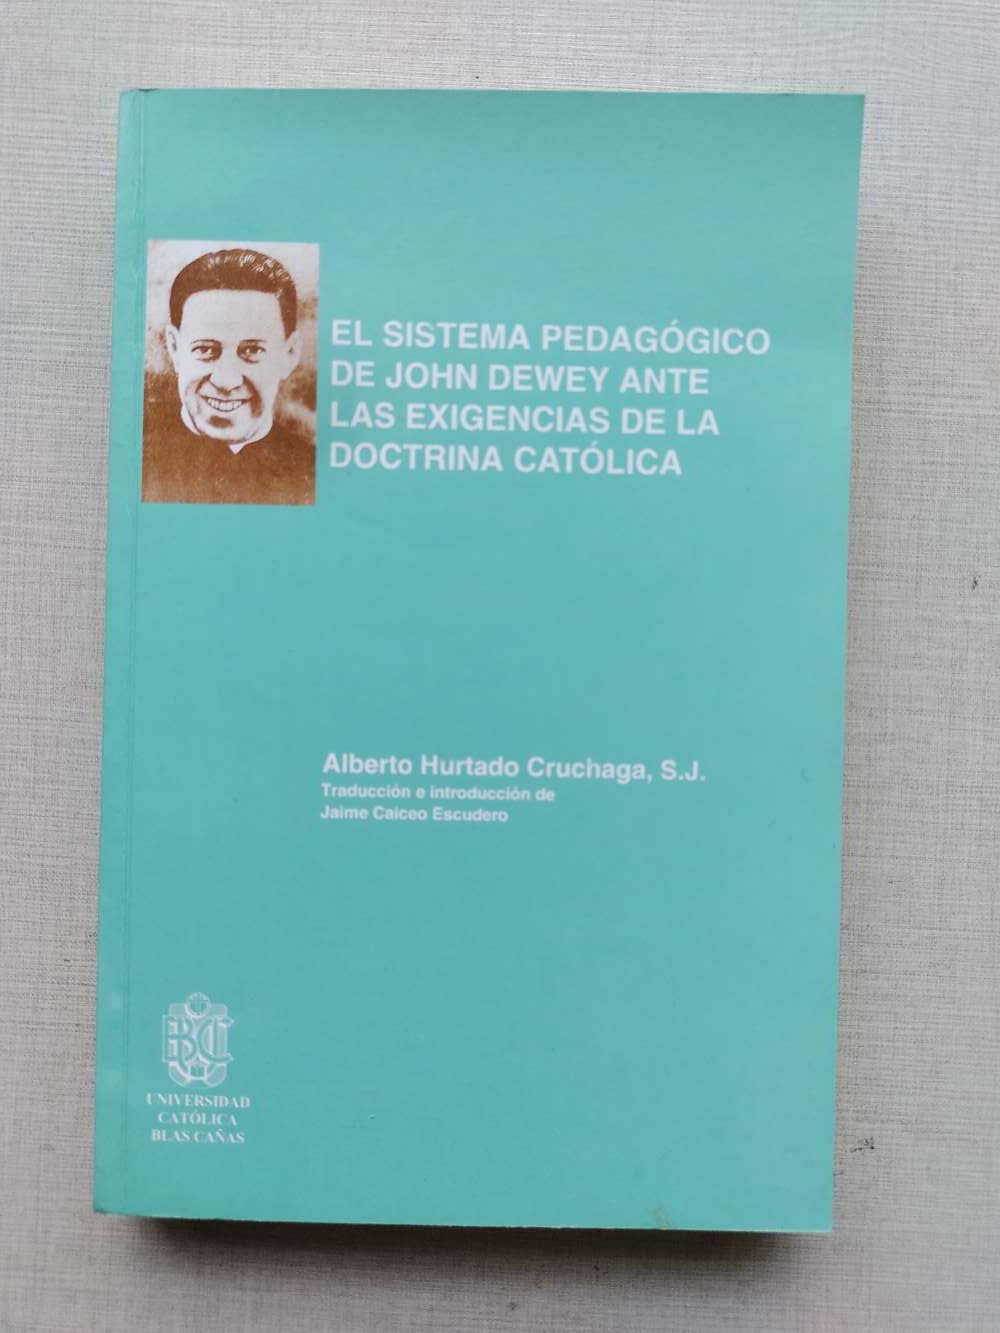 EL SISTEMA PEDAGÓGICO
DE JOHN DEWEY ANTE
LAS EXIGENCIAS DE LA
DOCTRINA CATÓLICA
Alberto Hurtado Cruchaga, S.J.
Traducción e introducción de
Jaime Caiceo Escudero
UNIVERSIDAD
CATÓLICA
BLAS CAÑAS